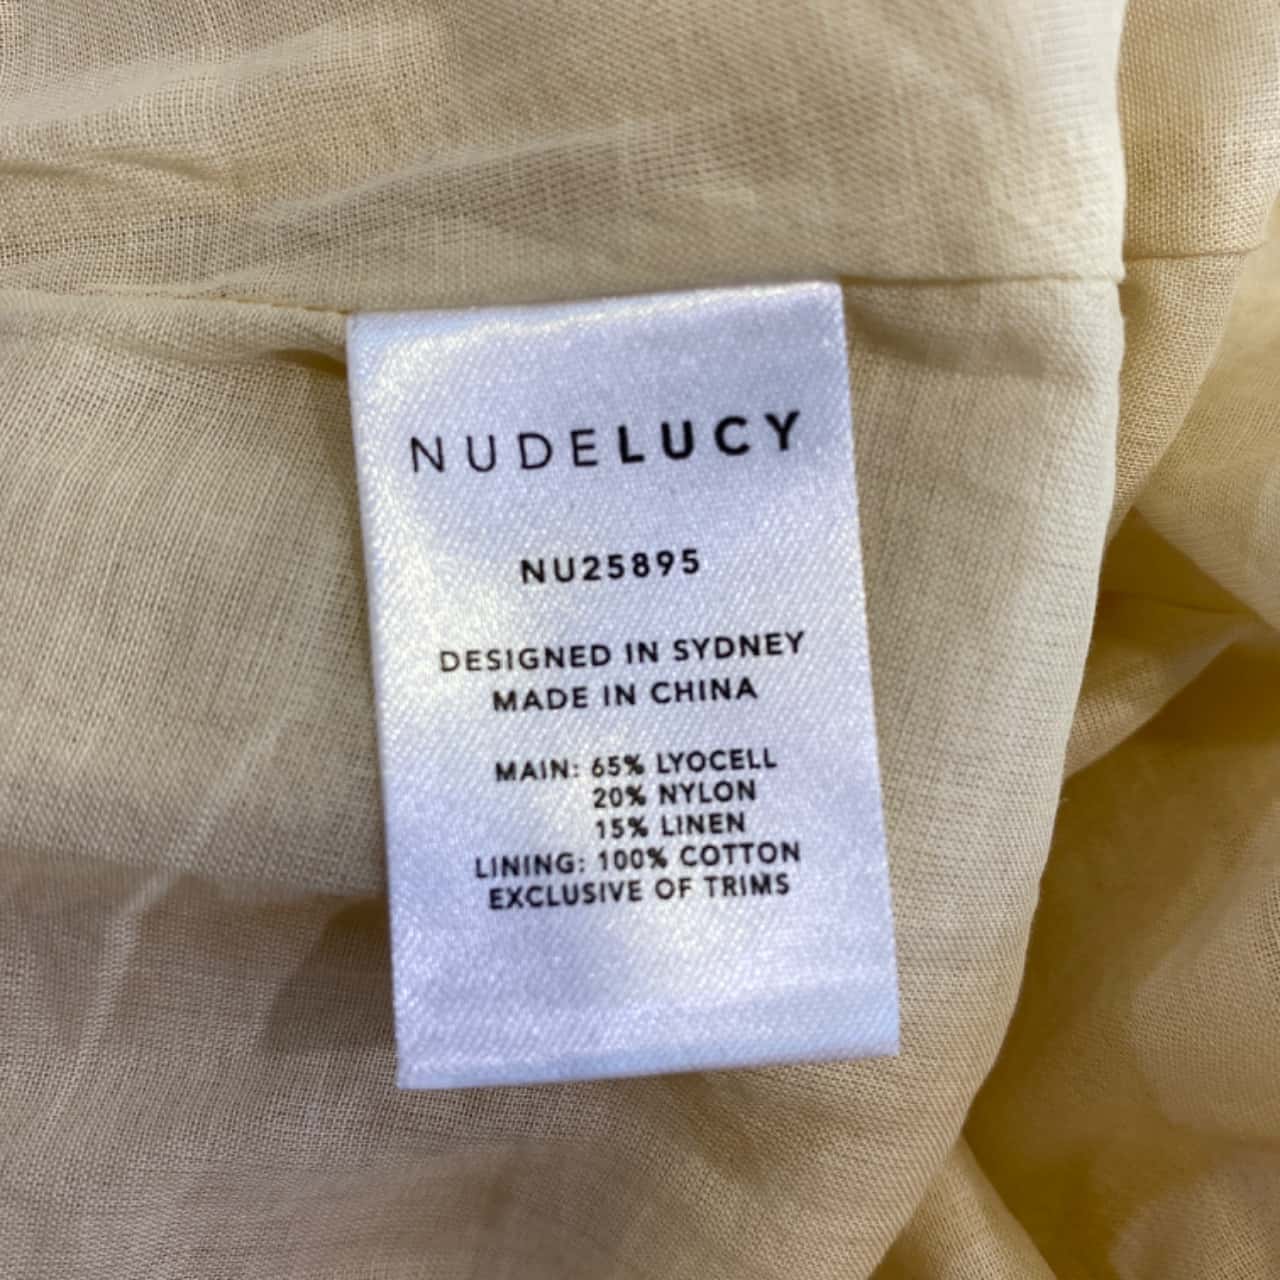 NUDELUCY
NU25895
DESIGNED IN SYDNEY
MADE IN CHINA
MAIN: 65% LYOCELL
20% NYLON
15% LINEN
LINING: 100% COTTON
EXCLUSIVE OF TRIMS